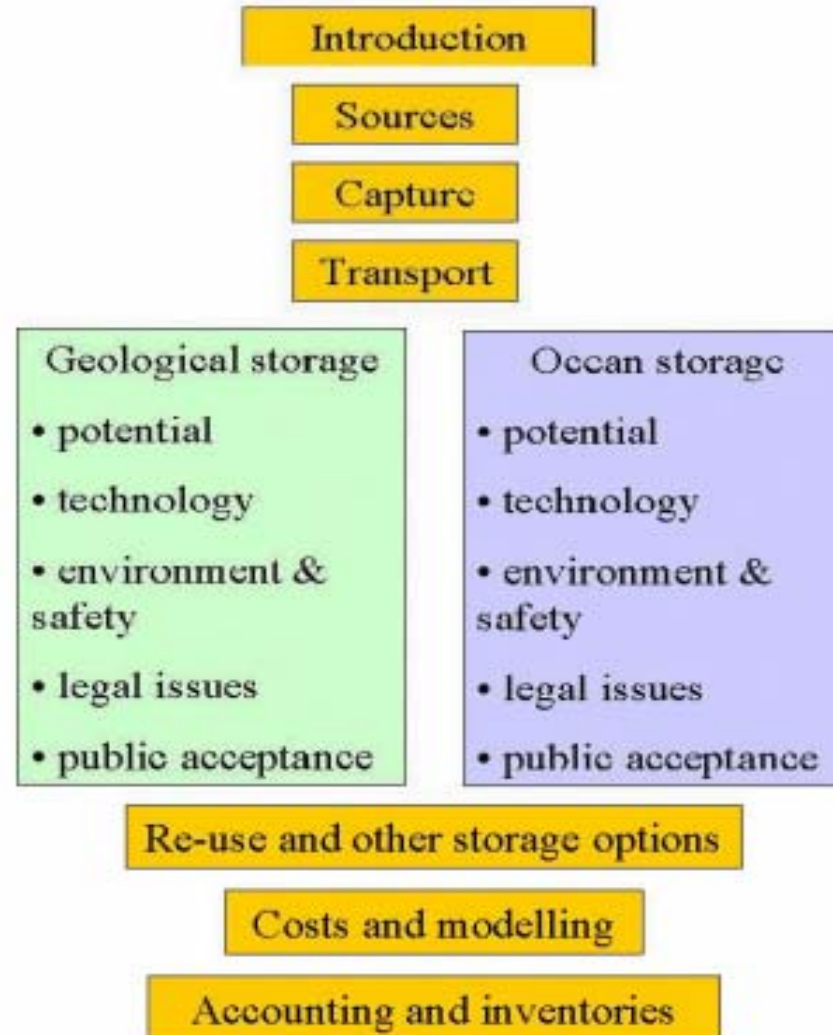 Introduction
Sources
Capture
Transport
Geological storage
• potential
• technology
• environment &
safety
• legal issues
• public acceptance
Ocean storage
• potential
• technology
• environment &
safety
• legal issues
• public acceptance
Re-use and other storage options
Costs and modelling
Accounting and inventories